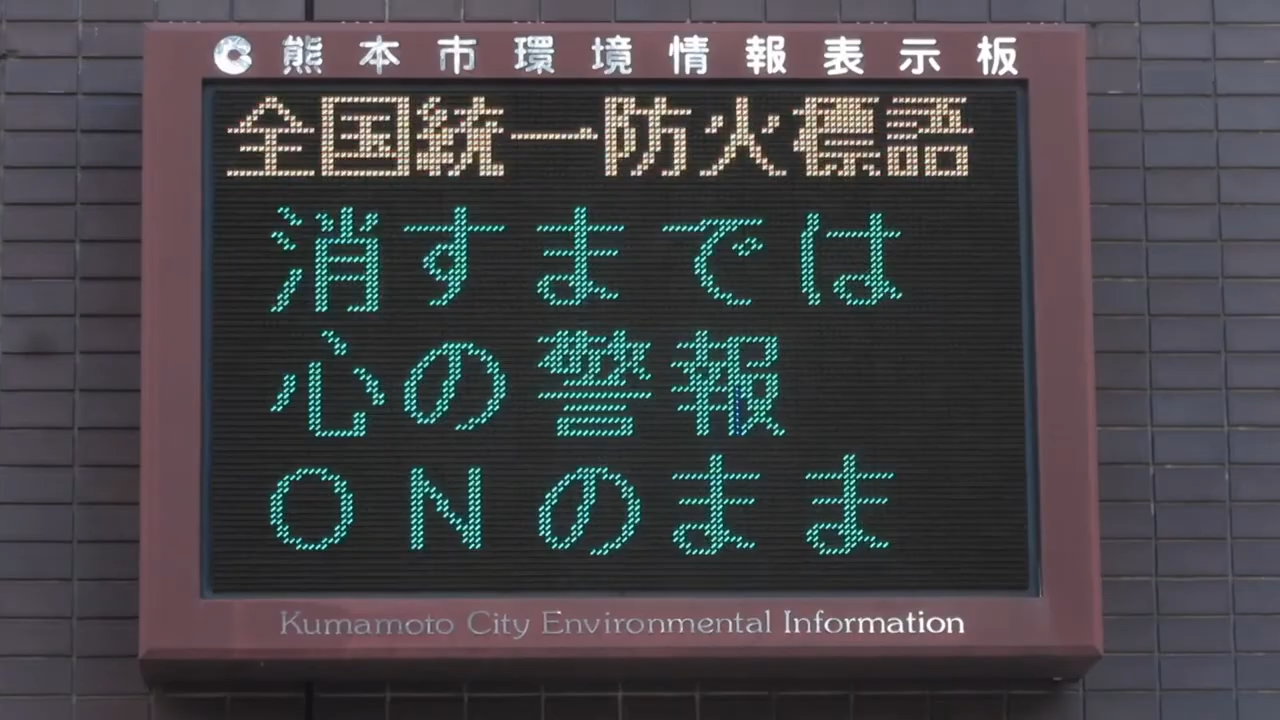 熊本市環境情報表示板
全国統一防火標語
消すまでは
心の警報
ONのまま
Kumamoto City Environmental Information